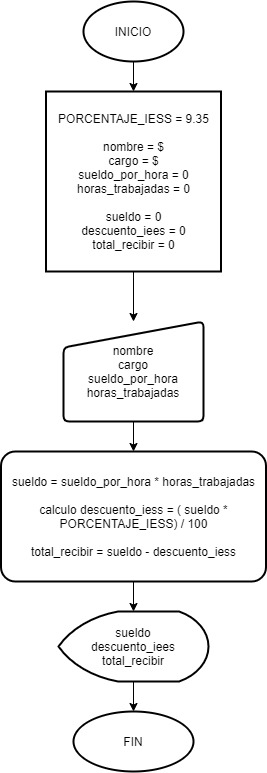 INICIO
PORCENTAJE_IESS = 9.35
nombre = $
cargo = $
sueldo_por_hora = 0
horas_trabajadas = 0
sueldo = 0
descuento_iees = 0
total_recibir = 0
nombre
cargo
sueldo_por_hora
horas_trabajadas
sueldo = sueldo_por_hora * horas_trabajadas
calculo descuento_iess = ( sueldo *
PORCENTAJE_IESS) / 100
total_recibir = sueldo - descuento_iess
sueldo
descuento_iees
total_recibir
FIN